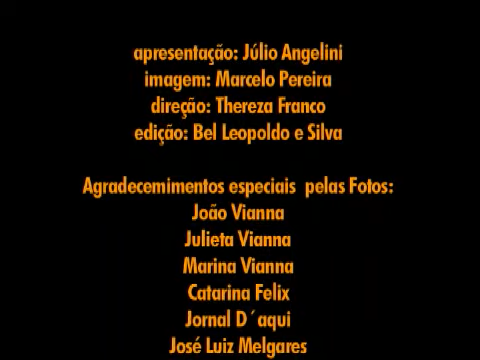 apresentação: Júlio Angelini
imagem: Marcelo Pereira
direção: Thereza Franco
edição: Bel Leopoldo e Silva
Agradecemimentos especiais pelas Fotos:
João Vianna
Julieta Vianna
Marina Vianna
Catarina Felix
Jornal D´aqui
José Luiz Melgares